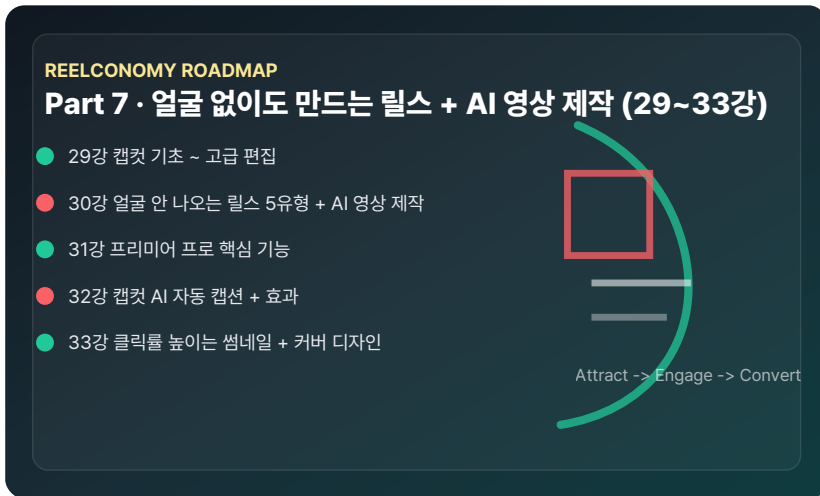 REELCONOMY ROADMAP
Part 7 · 얼굴 없이도 만드는 릴스 + AI 영상 제작 (29~33강)
29강 캡컷 기초 ~ 고급 편집
30강 얼굴 안 나오는 릴스 5유형 + AI 영상 제작
31강 프리미어 프로 핵심 기능
32강 캡컷 AI 자동 캡션 + 효과
33강 클릭률 높이는 썸네일 + 커버 디자인
Attract -> Engage -> Convert